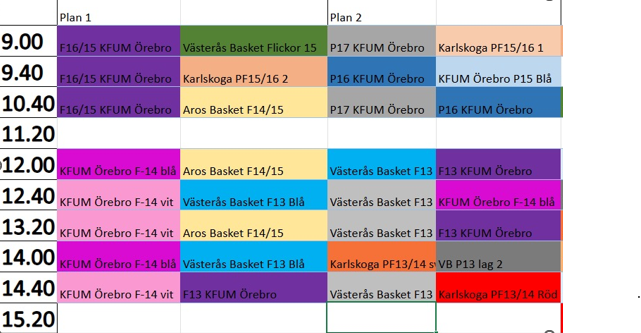 Plan 1 Plan 2
9.00 F16/15 KFUM Örebro Västerås Basket Flickor 15 P17 KFUM Örebro Karlskoga PF15/16 1
9.40 F16/15 KFUM Örebro Karlskoga PF15/16 2 P16 KFUM Örebro KFUM Örebro P15 Blå
10.40 F16/15 KFUM Örebro Aros Basket F14/15 P17 KFUM Örebro P16 KFUM Örebro
11.20
12.00 KFUM Örebro F-14 blå Aros Basket F14/15 Västerås Basket F13 F13 KFUM Örebro
12.40 KFUM Örebro F-14 vit Västerås Basket F13 Blå Västerås Basket F13 KFUM Örebro F-14 blå
13.20 KFUM Örebro F-14 vit Aros Basket F14/15 Västerås Basket F13 F13 KFUM Örebro
14.00 KFUM Örebro F-14 blå Västerås Basket F13 Blå Karlskoga PF13/14 VB P13 lag 2
14.40 KFUM Örebro F-14 vit F13 KFUM Örebro Västerås Basket F13 Karlskoga PF13/14 Röd
15.20